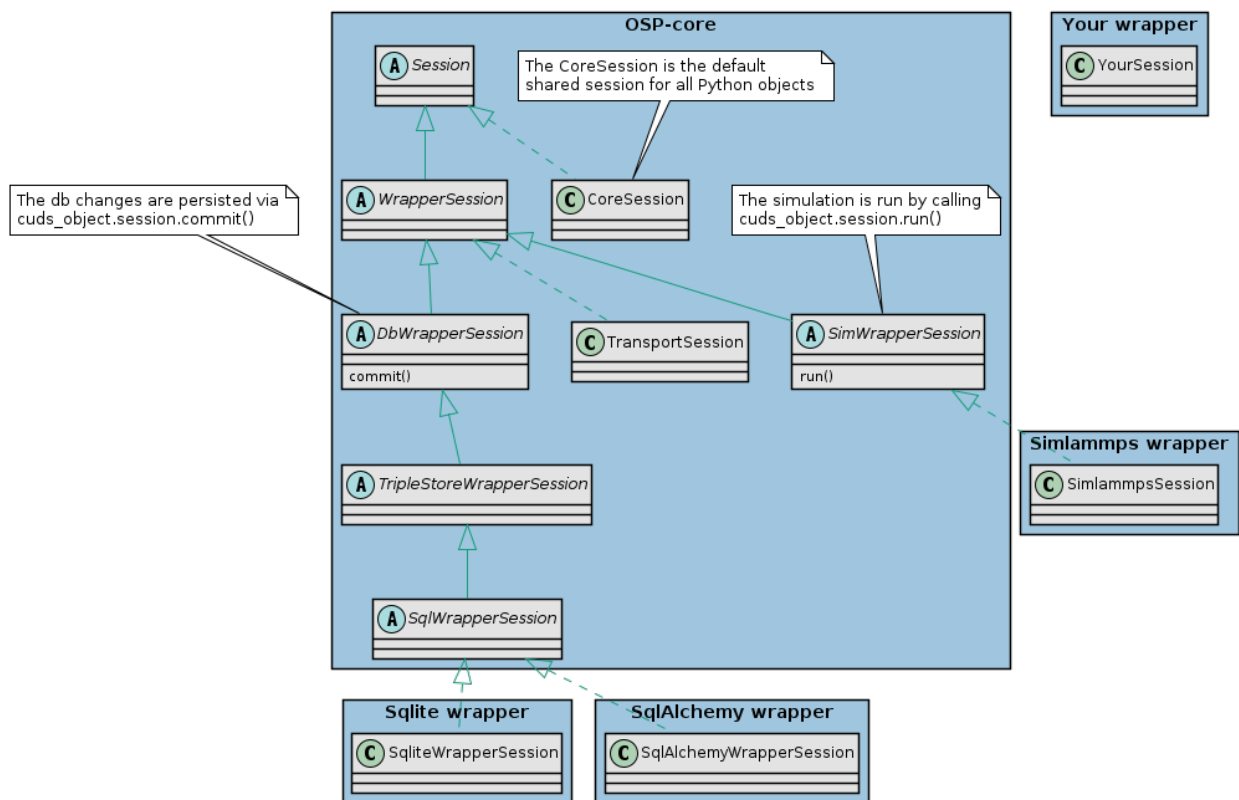 OSP-core
Your wrapper
A Session
The CoreSession is the default
shared session for all Python objects
C YourSession
The db changes are persisted via
cuds_object.session.commit()
A WrapperSession
C CoreSession
The simulation is run by calling
cuds_object.session.run()
A DbWrapperSession
commit()
C TransportSession
A SimWrapperSession
run()
Simlammps wrapper
A TripleStoreWrapperSession
C SimlammpsSession
A SqlWrapperSession
Sqlite wrapper
SqlAlchemy wrapper
C SqliteWrapperSession
C SqlAlchemyWrapperSession